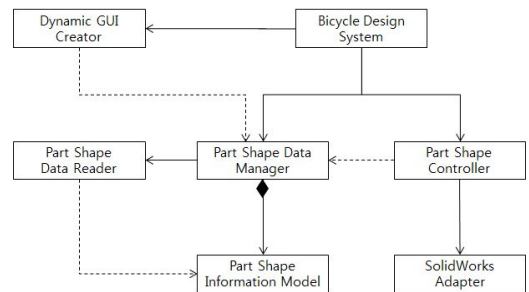 Dynamic GUI
Creator
Bicycle Design
System
Part Shape
Data Reader
Part Shape Data
Manager
Part Shape
Controller
Part Shape
Information Model
SolidWorks
Adapter